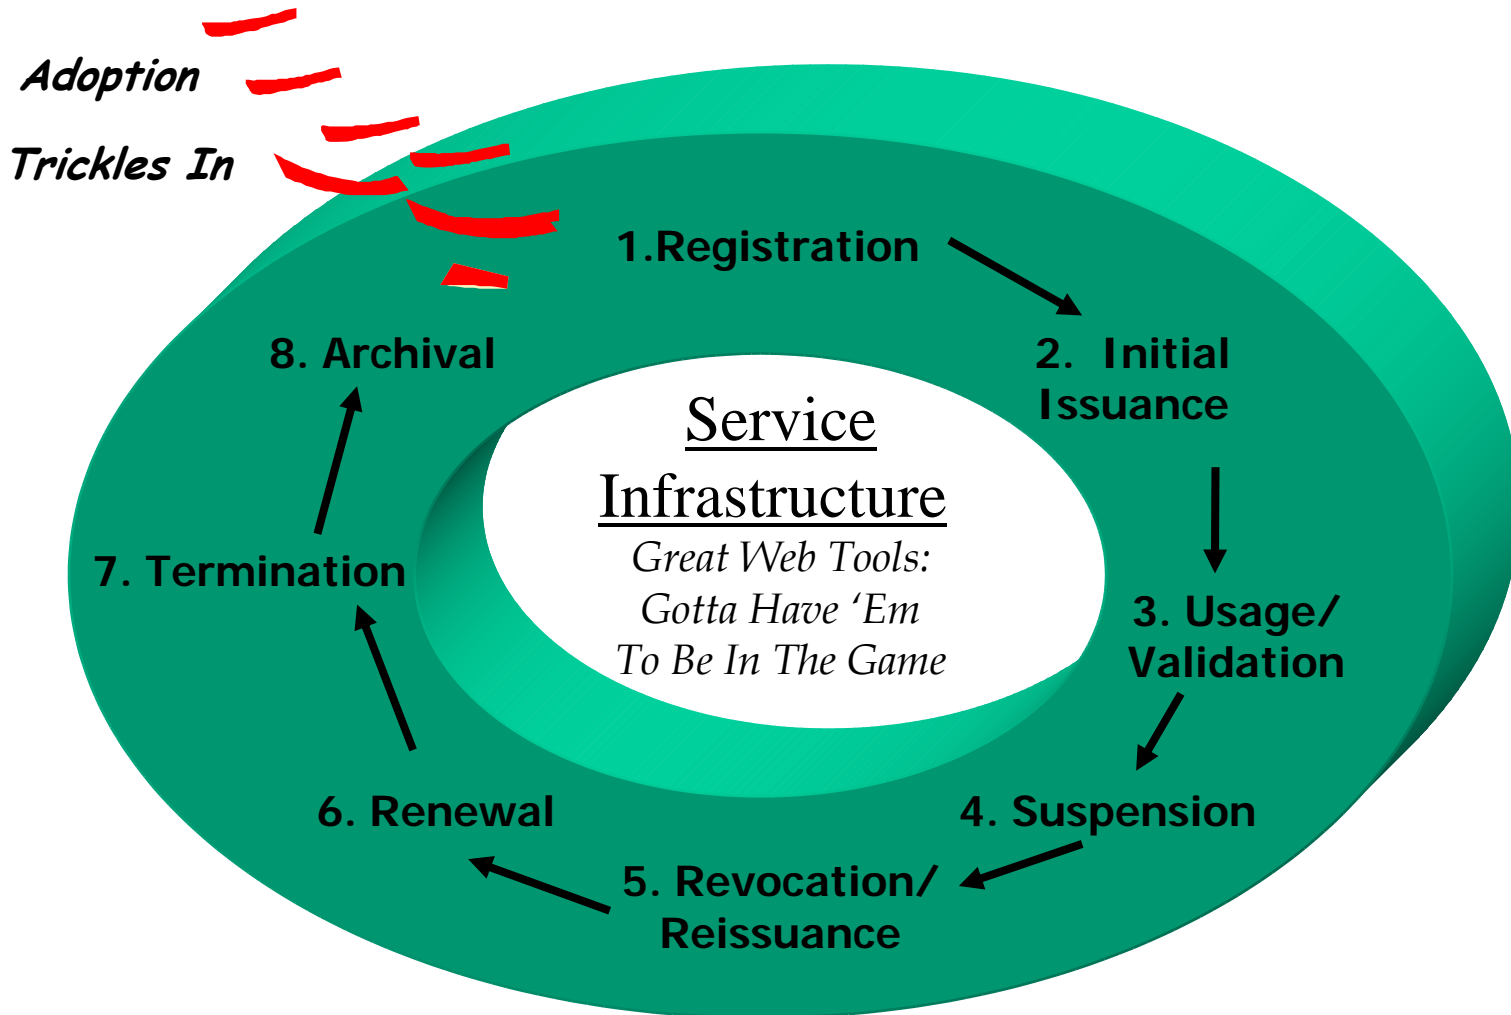 Adoption
Trickles In
1.Registration
2. Initial
Issuance
3. Usage/
Validation
4. Suspension
5. Revocation/
Reissuance
6. Renewal
7. Termination
8. Archival
Service
Infrastructure
Great Web Tools:
Gotta Have ‘Em
To Be In The Game